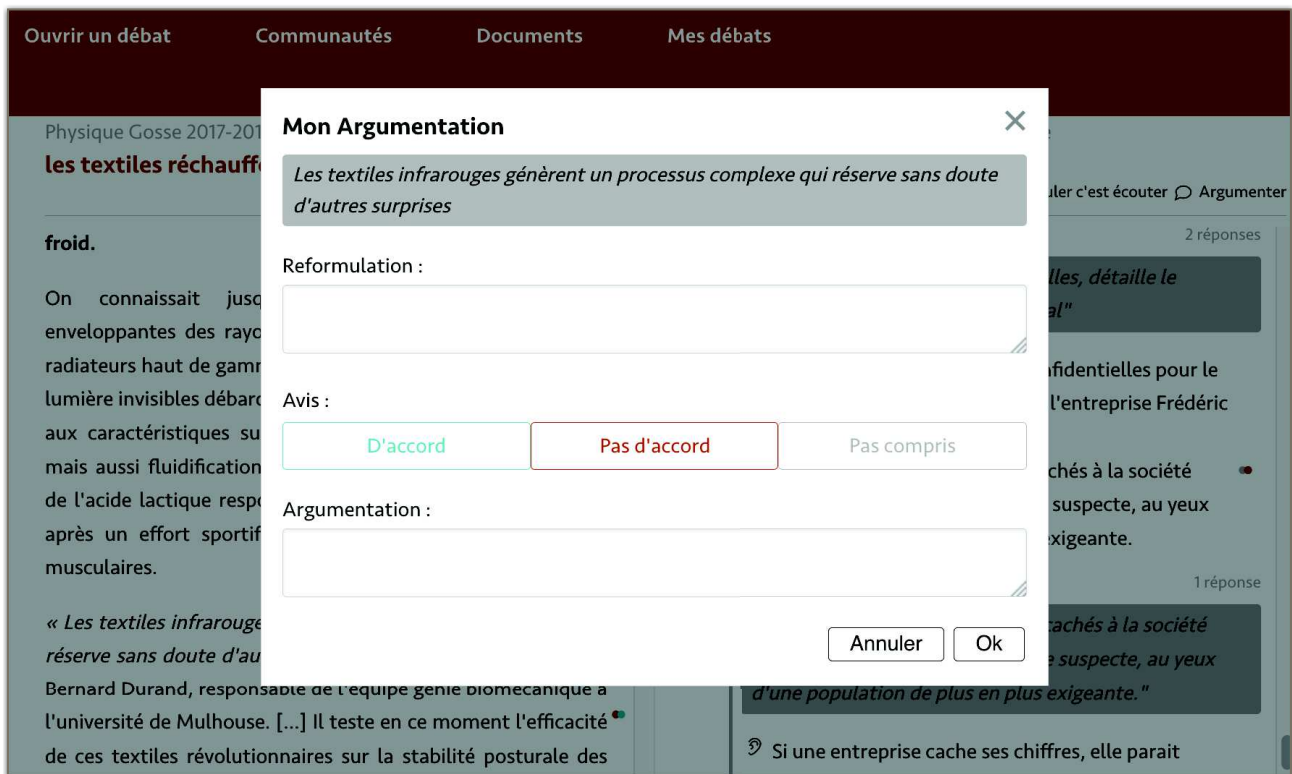 Ouvrir un débat Communautés Documents Mes débats
Physique Gosse 2017-201
les textiles réchauff
Mon Argumentation
Les textiles infrarouges génèrent un processus complexe qui réserve sans doute
d'autres surprises
Reformulation :
Avis :
D'accord Pas d'accord Pas compris
Argumentation :
Annuler Ok
froid.
On connaissait jusq
enveloppantes des rayo
radiateurs haut de gamm
lumière invisibles débarq
aux caractéristiques su
mais aussi fluidification
de l'acide lactique respo
après un effort sportif
musculaires.
« Les textiles infrarouge
réserve sans doute d'au
Bernard Durand, responsable de l'équipe génie biomécanique à
l'université de Mulhouse. [...] Il teste en ce moment l'efficacité
de ces textiles révolutionnaires sur la stabilité posturale des
uler c'est écouter Argumenter
2 réponses
lles, détaille le
al"
nfidentielles pour le
l'entreprise Frédéric
chés à la société
suspecte, au yeux
exigeante.
1 réponse
cachés à la société
suspecte, au yeux
d'une population de plus en plus exigeante."
Si une entreprise cache ses chiffres, elle parait